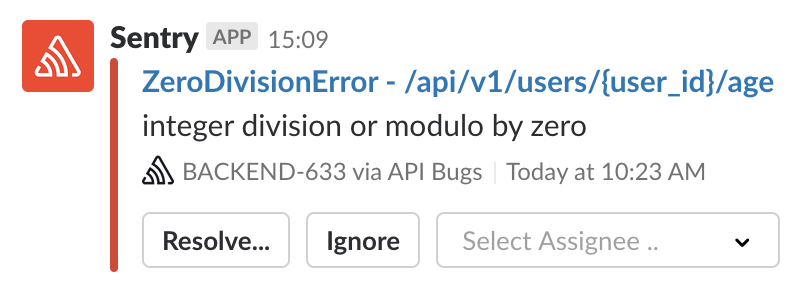 Sentry APP 15:09
ZeroDivisionError - /api/v1/users/{user_id}/age
integer division or modulo by zero
BACKEND-633 via API Bugs Today at 10:23 AM
Resolve... Ignore Select Assignee ..